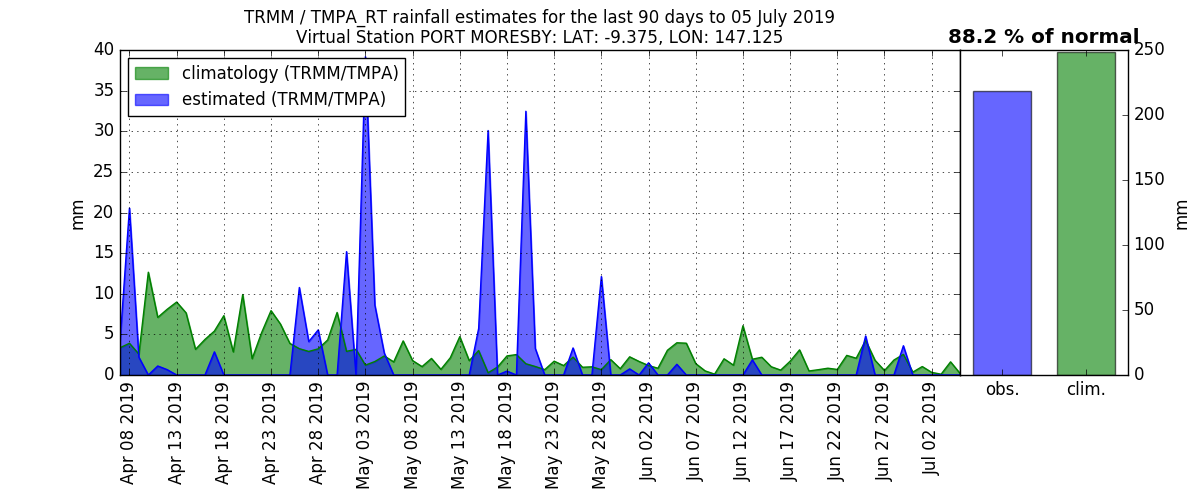 TRMM / TMPA_RT rainfall estimates for the last 90 days to 05 July 2019
Virtual Station PORT MORESBY: LAT: -9.375, LON: 147.125
88.2 % of normal
climatology (TRMM/TMPA)
estimated (TRMM/TMPA)
40
35
30
25
20
15
10
5
0
mm
Apr 08 2019
Apr 13 2019
Apr 18 2019
Apr 23 2019
Apr 28 2019
May 03 2019
May 08 2019
May 13 2019
May 18 2019
May 23 2019
May 28 2019
Jun 02 2019
Jun 07 2019
Jun 12 2019
Jun 17 2019
Jun 22 2019
Jun 27 2019
Jul 02 2019
obs.
clim.
250
200
150
100
50
0
mm